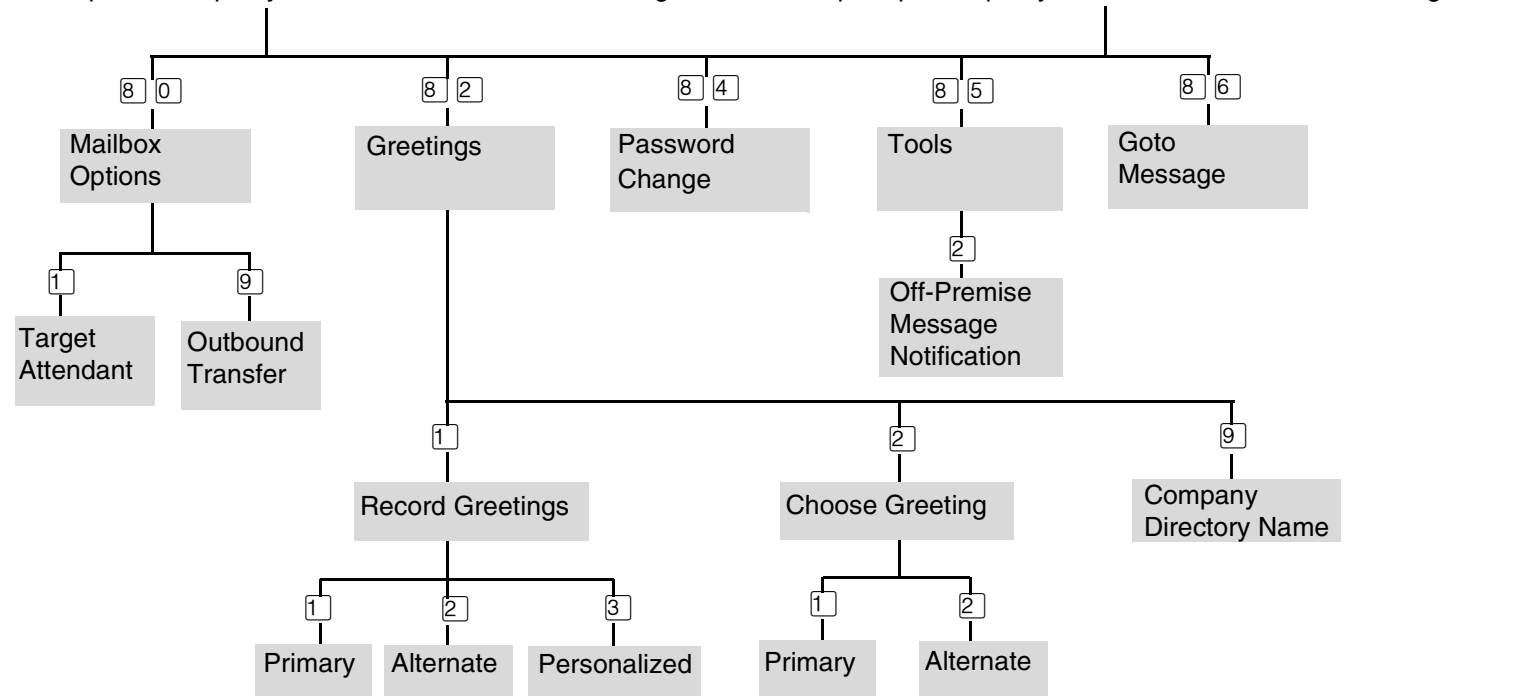 8 0
8 2
8 4
8 5
8 6
Mailbox
Options
Greetings
Password
Change
Tools
Goto
Message
2
1
9
Off-Premise
Message
Notification
Target
Attendant
Outbound
Transfer
1
2
9
Record Greetings
Choose Greeting
Company
Directory Name
1
2
3
1
2
Primary
Alternate
Personalized
Primary
Alternate